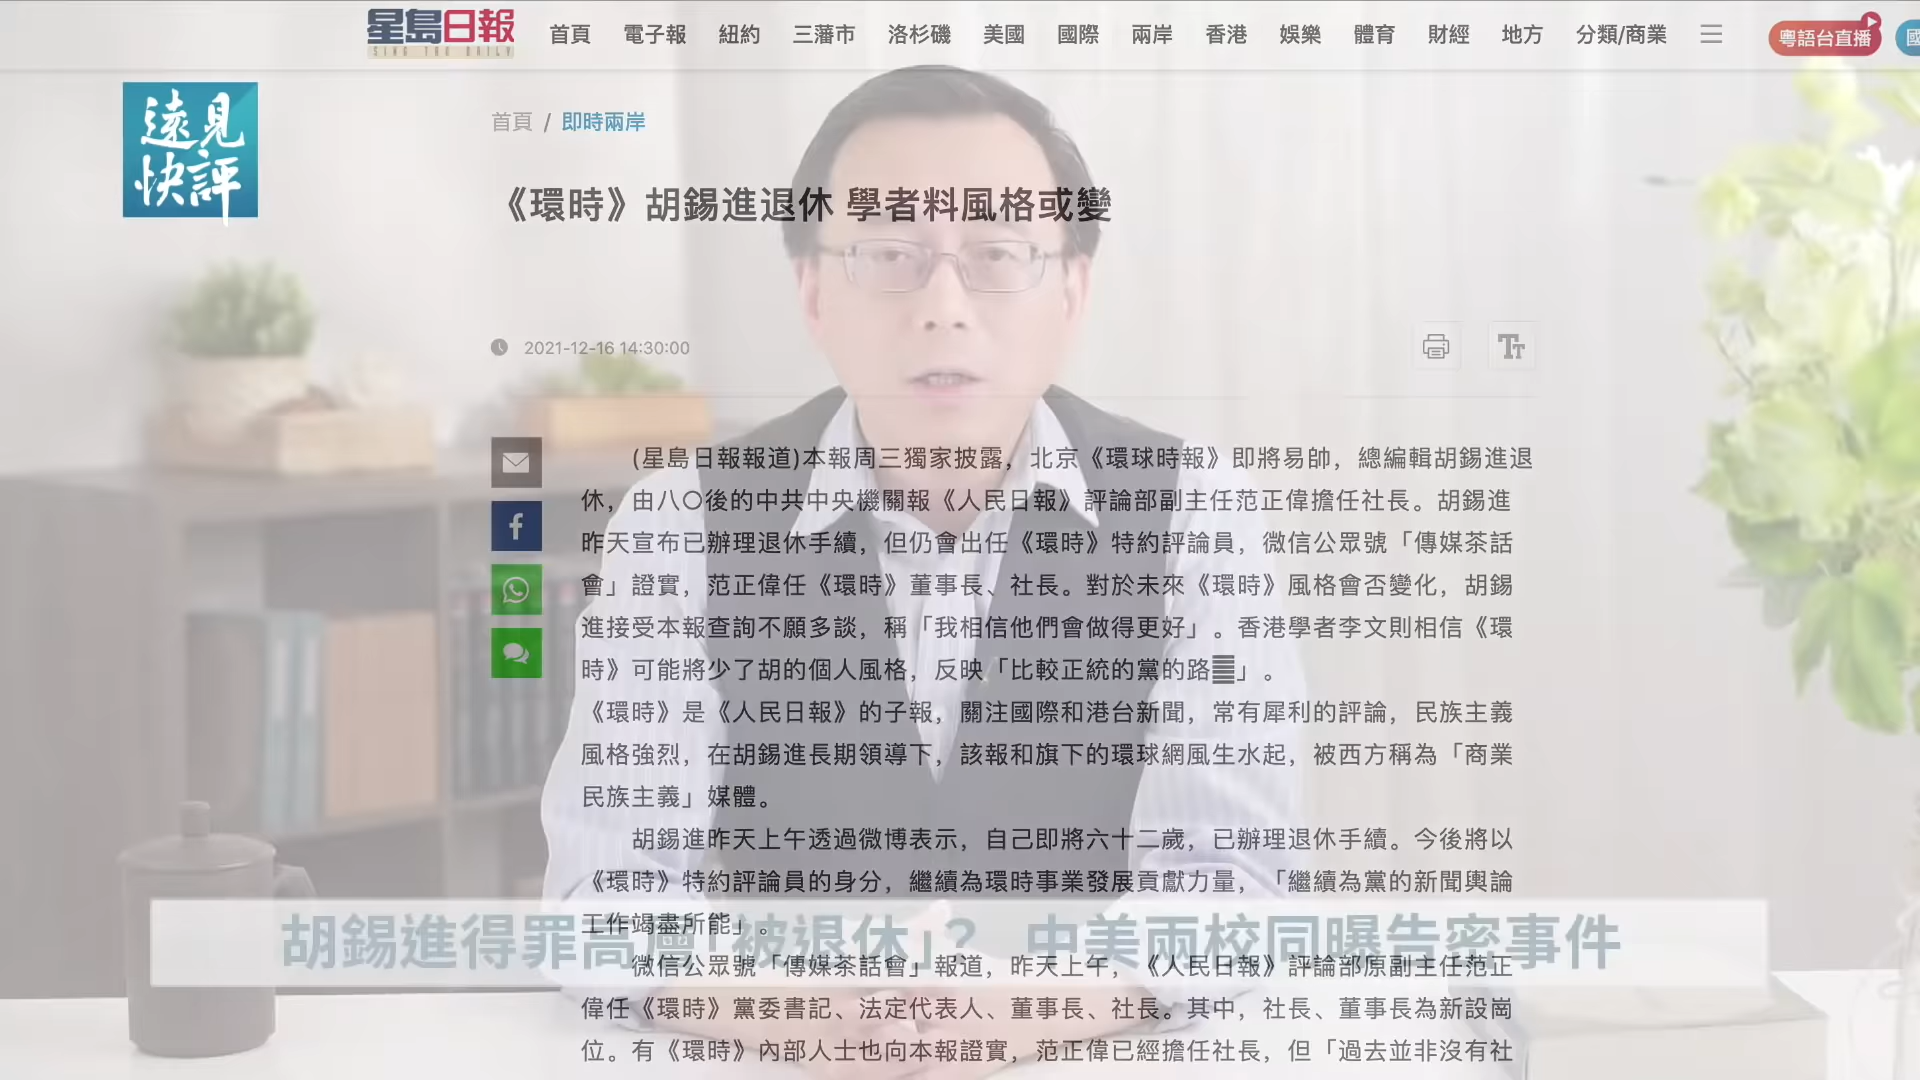 星島日報
SING TAO DAILY
首頁 電子報 紐約 三藩市 洛杉磯 美國 國際 兩岸 香港 娛樂 體育 財經 地方 分類/商業
粵語台直播
遠見
快評
首頁 / 即時兩岸
《環時》胡錫進退休 學者料風格或變
2021-12-16 14:30:00
(星島日報報道)本報周三獨家披露，北京《環球時報》即將易帥，總編輯胡錫進退
休，由八〇後的中共中央機關報《人民日報》評論部副主任范正偉擔任社長。胡錫進
昨天宣布已辦理退休手續，但仍會出任《環時》特約評論員，微信公眾號「傳媒茶話
會」證實，范正偉任《環時》董事長、社長。對於未來《環時》風格會否變化，胡錫
進接受本報查詢不願多談，稱「我相信他們會做得更好」。香港學者李文則相信《環
時》可能將少了胡的個人風格，反映「比較正統的黨的路」。
《環時》是《人民日報》的子報，關注國際和港台新聞，常有犀利的評論，民族主義
風格強烈，在胡錫進長期領導下，該報和旗下的環球網風生水起，被西方稱為「商業
民族主義」媒體。
胡錫進昨天上午透過微博表示，自己即將六十二歲，已辦理退休手續。今後將以
《環時》特約評論員的身分，繼續為環時事業發展貢獻力量，「繼續為黨的新聞輿論
工作竭盡所能」。
胡錫進得罪高層「被退休」？ 中美兩校同曝告密事件
微信公眾號「傳媒茶話會」報道，昨天上午，《人民日報》評論部原副主任范正
偉任《環時》黨委書記、法定代表人、董事長、社長。其中，社長、董事長為新設崗
位。有《環時》內部人士也向本報證實，范正偉已經擔任社長，但「過去並非沒有社